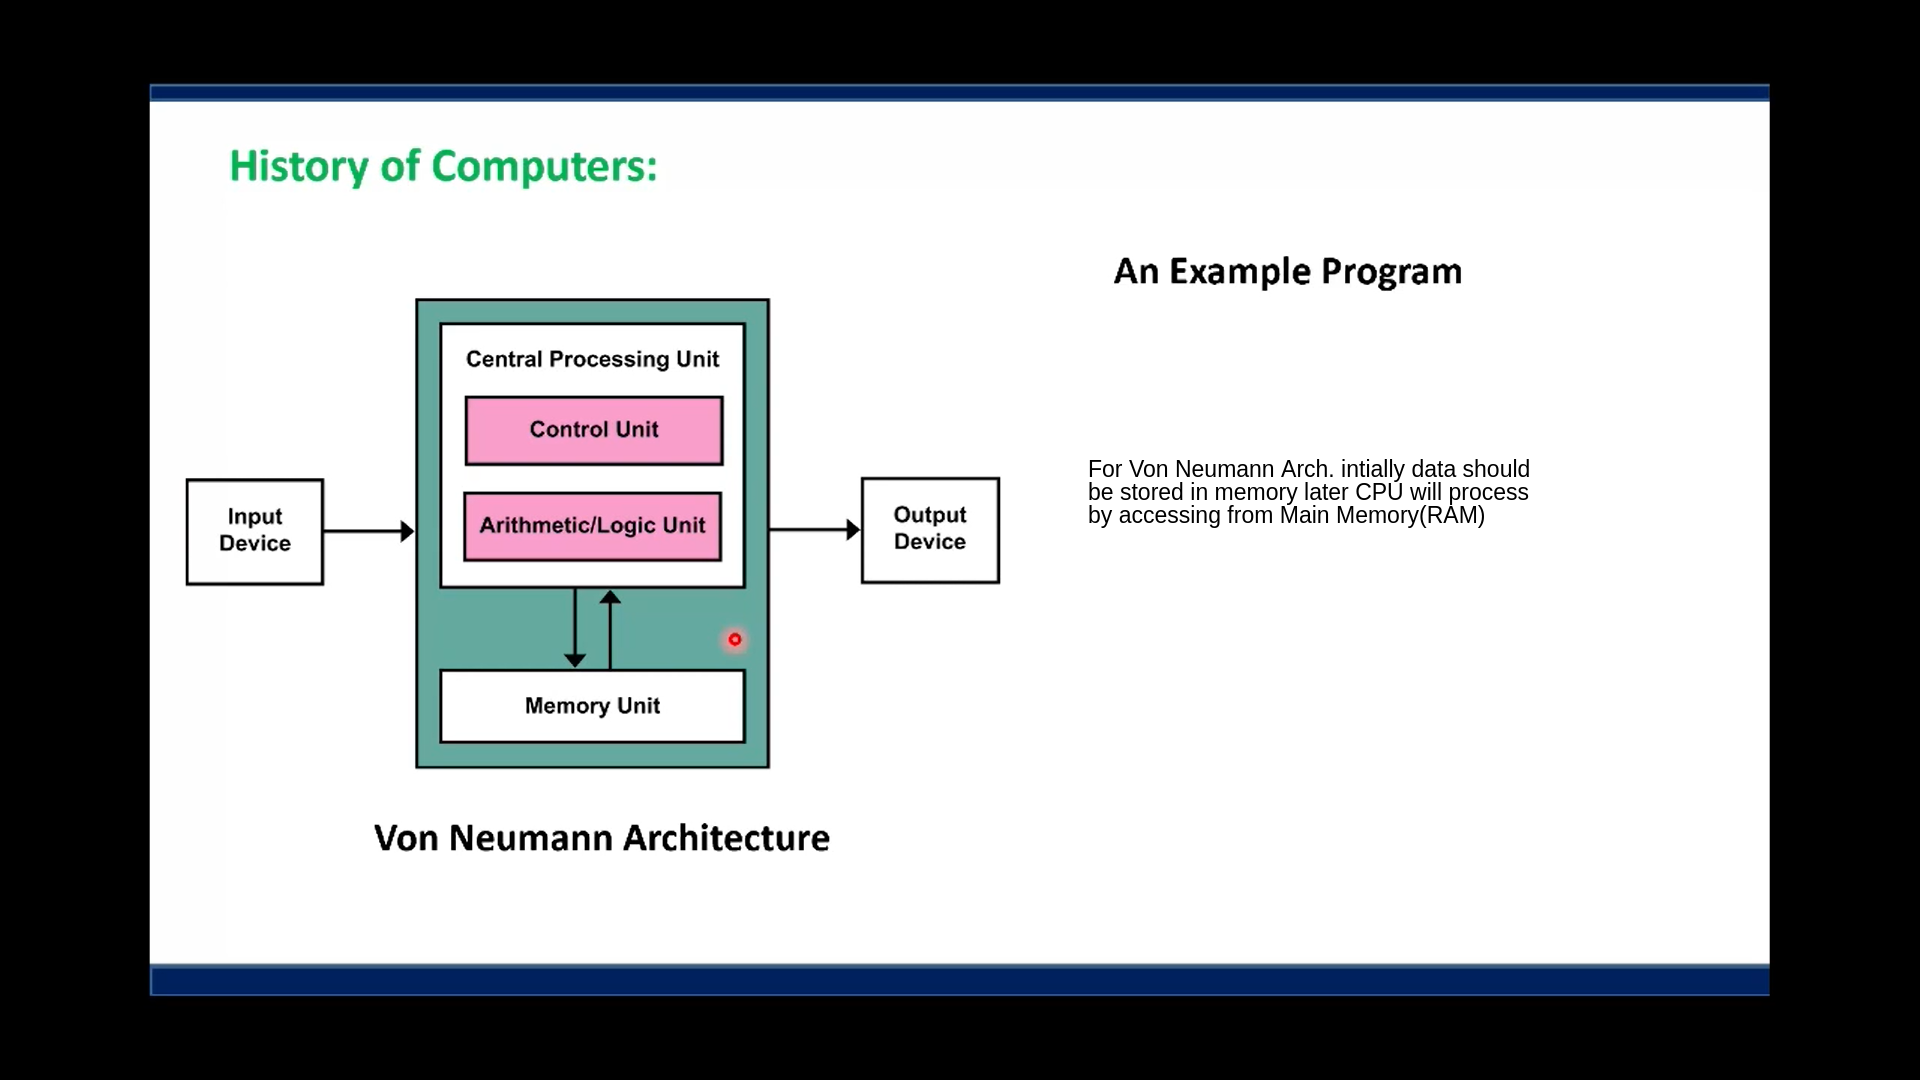 History of Computers:
An Example Program
Central Processing Unit
Control Unit
Arithmetic/Logic Unit
Input
Device
Output
Device
Memory Unit
For Von Neumann Arch. intially data should
be stored in memory later CPU will process
by accessing from Main Memory(RAM)
Von Neumann Architecture